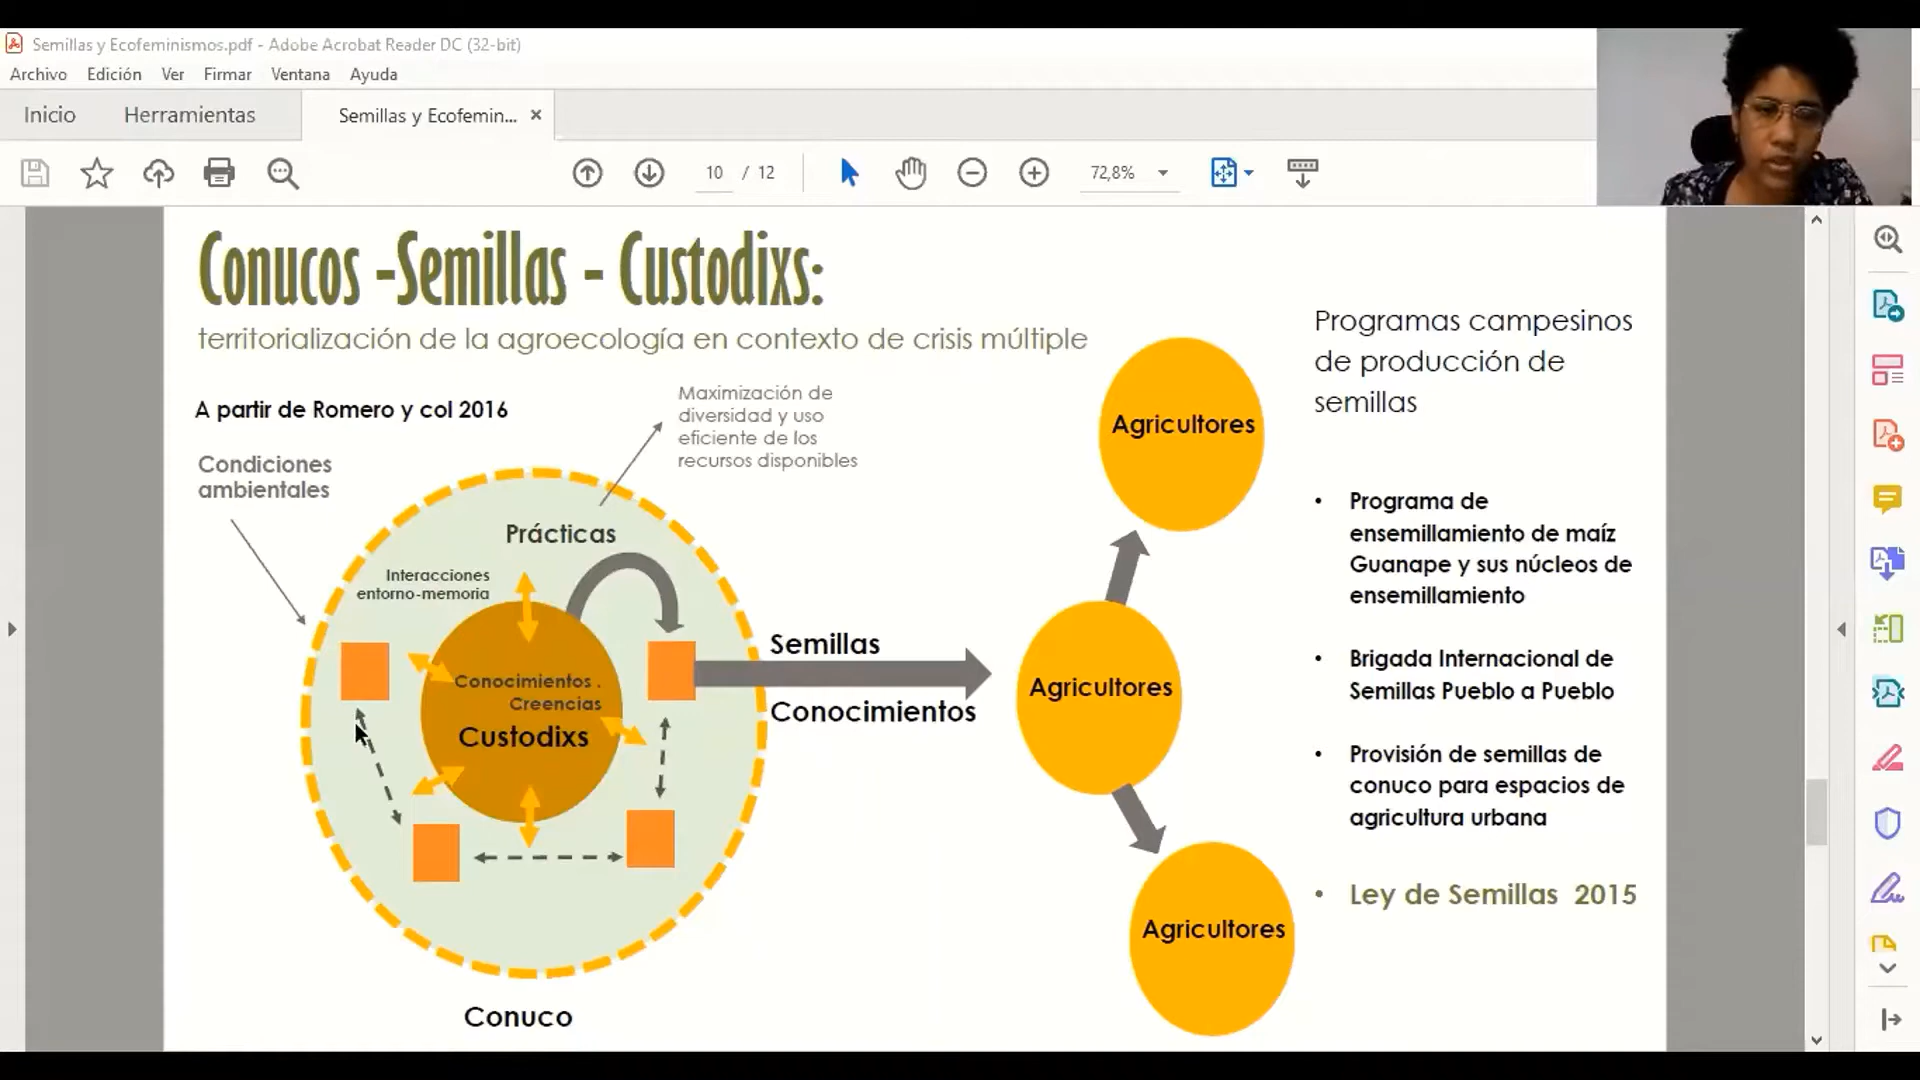 Semillas y Ecofeminismos.pdf - Adobe Acrobat Reader DC (32-bit)
Archivo Edición Ver Firmar Ventana Ayuda
Inicio Herramientas Semillas y Ecofemin... ×
10 / 12 72,8%
Conucos -Semillas - Custodixs:
territorialización de la agroecología en contexto de crisis múltiple
A partir de Romero y col 2016
Condiciones
ambientales
Maximización de
diversidad y uso
eficiente de los
recursos disponibles
Prácticas
Interacciones
entorno-memoria
Conocimientos .
Creencias
Custodixs
Conuco
Semillas
Conocimientos
Agricultores
Agricultores
Agricultores
Programas campesinos
de producción de
semillas
• Programa de
ensemillamiento de maíz
Guanape y sus núcleos de
ensemillamiento
• Brigada Internacional de
Semillas Pueblo a Pueblo
• Provisión de semillas de
conuco para espacios de
agricultura urbana
• Ley de Semillas 2015